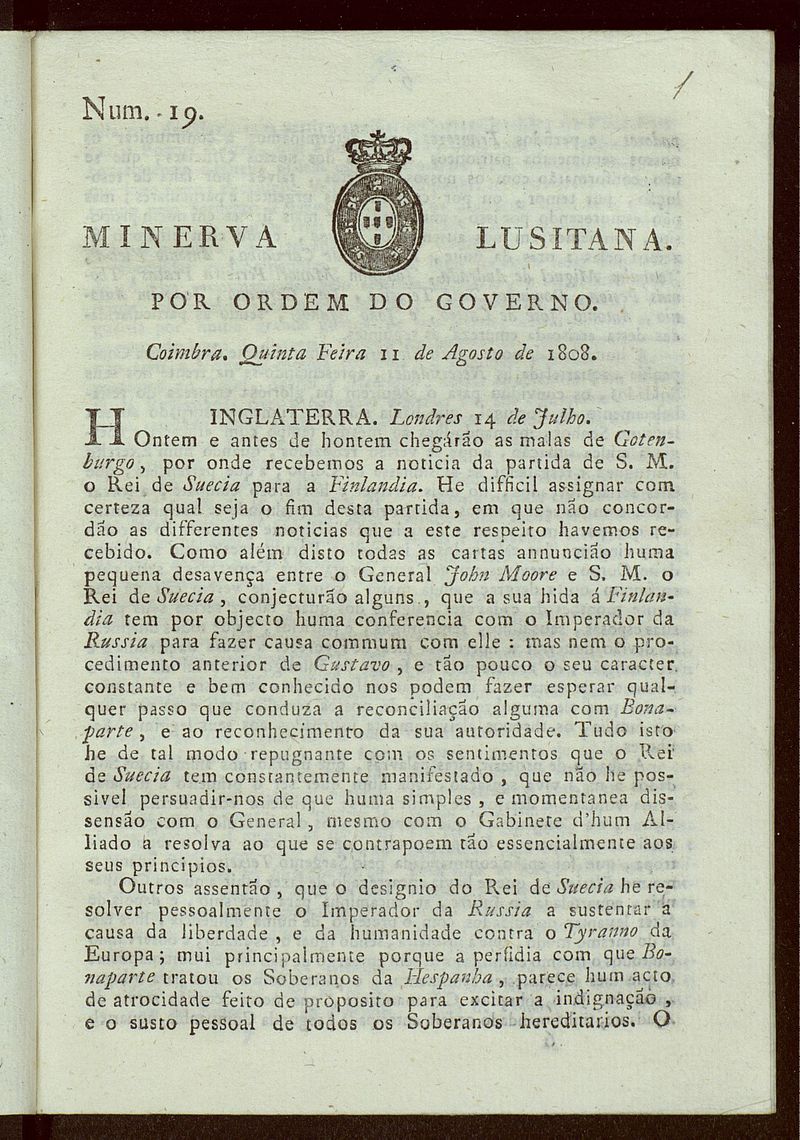 1
Num. 19.
MINERVA LUSITANA.
POR ORDEM DO GOVERNO.
Coimbra. Quinta Feira 11 de Agosto de 1808.
INGLATERRA. Londres 14 de Julho.
HOntem e antes de hontem chegárão as malas de Goten-
burgo, por onde recebemos a noticia da partida de S. M.
o Rei de Suecia para a Finlandia. He difficil assignar com
certeza qual seja o fim desta partida, em que não concor-
dão as differentes noticias que a este respeito havemos re-
cebido. Como além disto todas as cartas annuncião huma
pequena desavença entre o General John Moore e S. M. o
Rei de Suecia, conjecturão alguns, que a sua hida á Finlan-
dia tem por objecto huma conferencia com o Imperador da
Russia para fazer causa commum com elle: mas nem o pro-
cedimento anterior de Gustavo, e tão pouco o seu caracter
constante e bem conhecido nos podem fazer esperar qual-
quer passo que conduza a reconciliação alguma com Bona-
parte, e ao reconhecimento da sua autoridade. Tudo isto
he de tal modo repugnante com os sentimentos que o Rei
de Suecia tem constantemente manifestado, que não he pos-
sivel persuadir-nos de que huma simples, e momentanea dis-
sensão com o General, mesmo com o Gabinete d'hum Al-
liado a resolva ao que se contrapoem tão essencialmente aos
seus principios.
Outros assentão, que o designio do Rei de Suecia he re-
solver pessoalmente o Imperador da Russia a sustentar a
causa da liberdade, e da humanidade contra o Tyranno da
Europa; mui principalmente porque a perfidia com que Bo-
naparte tratou os Soberanos da Hespanha, parece hum acto
de atrocidade feito de proposito para excitar a indignação,
e o susto pessoal de todos os Soberanos hereditarios. O